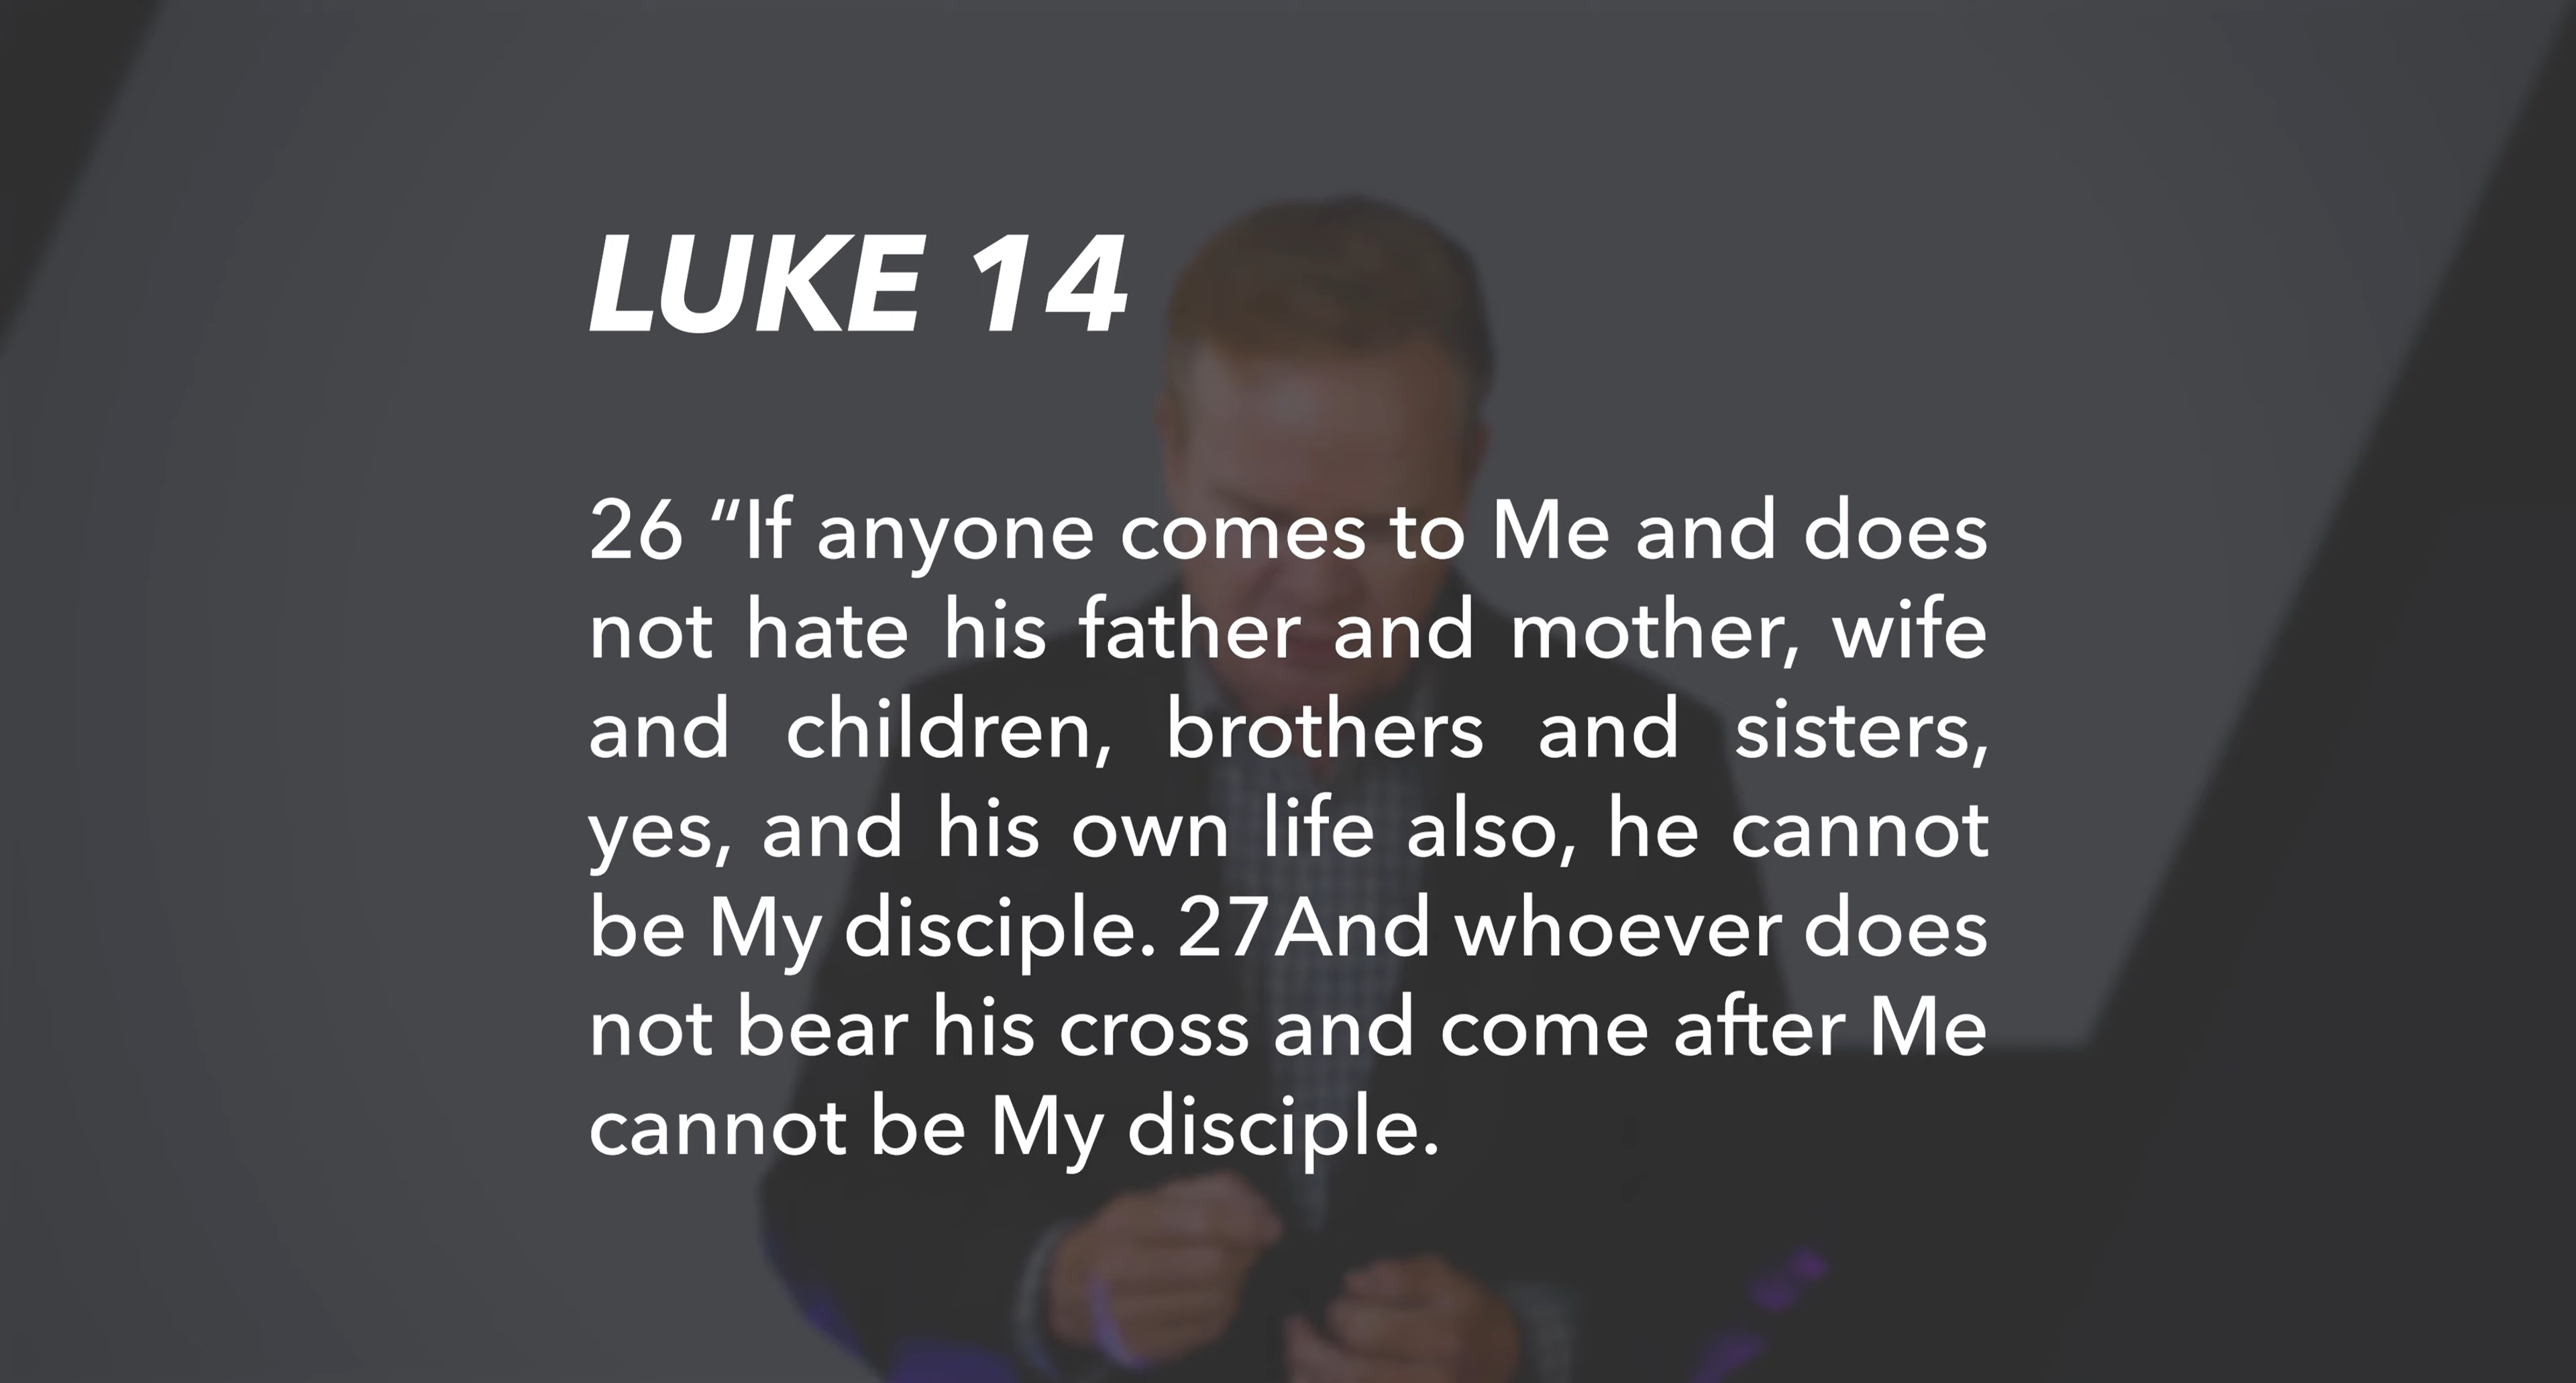 LUKE 14
26 “If anyone comes to Me and does
not hate his father and mother, wife
and children, brothers and sisters,
yes, and his own life also, he cannot
be My disciple. 27And whoever does
not bear his cross and come after Me
cannot be My disciple.